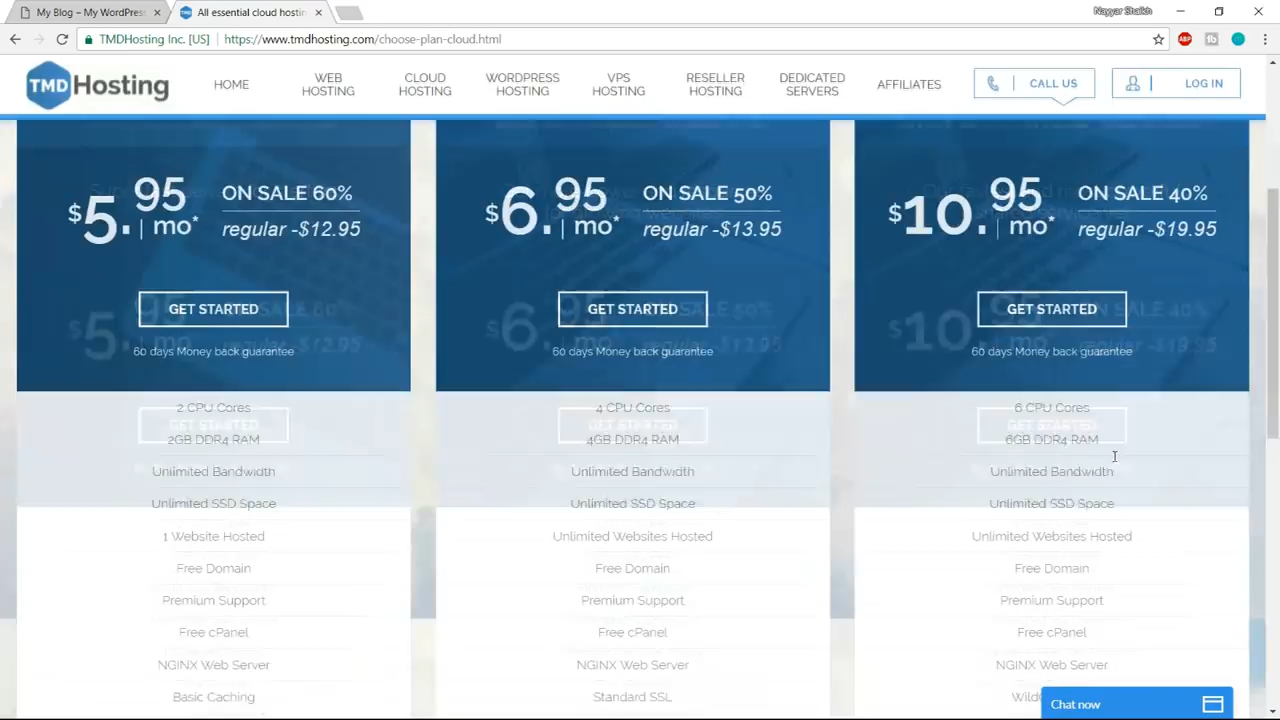 My Blog – My WordPress
All essential cloud hostin
Nayyar Shaikh
TMDHosting Inc. [US]
https://www.tmdhosting.com/choose-plan-cloud.html
TMD Hosting
HOME
WEB HOSTING
CLOUD HOSTING
WORDPRESS HOSTING
VPS HOSTING
RESELLER HOSTING
DEDICATED SERVERS
AFFILIATES
CALL US
LOG IN
$5.95 | mo*
ON SALE 60%
regular -$12.95
GET STARTED
60 days Money back guarantee
2 CPU Cores
2GB DDR4 RAM
Unlimited Bandwidth
Unlimited SSD Space
1 Website Hosted
Free Domain
Premium Support
Free cPanel
NGINX Web Server
Basic Caching
$6.95 | mo*
ON SALE 50%
regular -$13.95
GET STARTED
60 days Money back guarantee
4 CPU Cores
4GB DDR4 RAM
Unlimited Bandwidth
Unlimited SSD Space
Unlimited Websites Hosted
Free Domain
Premium Support
Free cPanel
NGINX Web Server
Standard SSL
$10.95 | mo*
ON SALE 40%
regular -$19.95
GET STARTED
60 days Money back guarantee
6 CPU Cores
6GB DDR4 RAM
Unlimited Bandwidth
Unlimited SSD Space
Unlimited Websites Hosted
Free Domain
Premium Support
Free cPanel
NGINX Web Server
Chat now